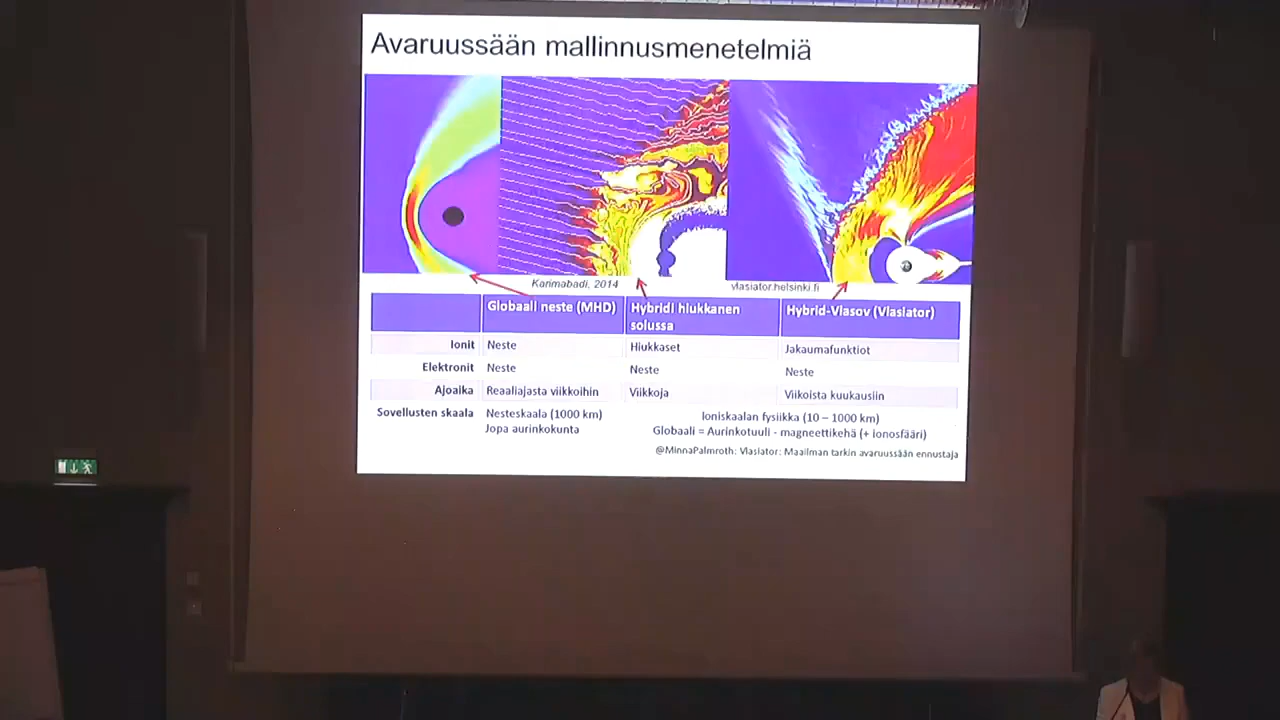 Avaruussään mallinnusmenetelmiä
Karimabadi, 2014
vlasiator.helsinki.fi
Globaali neste (MHD)
Hybridi hiukkanen
solussa
Hybrid-Vlasov (Vlasiator)
Ionit Neste Hiukkaset Jakaumafunktiot
Elektronit Neste Neste Neste
Ajoaika Reaaliajasta viikkoihin Viikkoja Viikoista kuukausiin
Sovellusten skaala Nesteskaala (1000 km) Ioniskaalan fysiikka (10 – 1000 km)
Jopa aurinkokunta Globaali = Aurinkotuuli - magneettikehä (+ ionosfääri)
@MinnaPalmroth: Vlasiator: Maailman tarkin avaruussään ennustaja